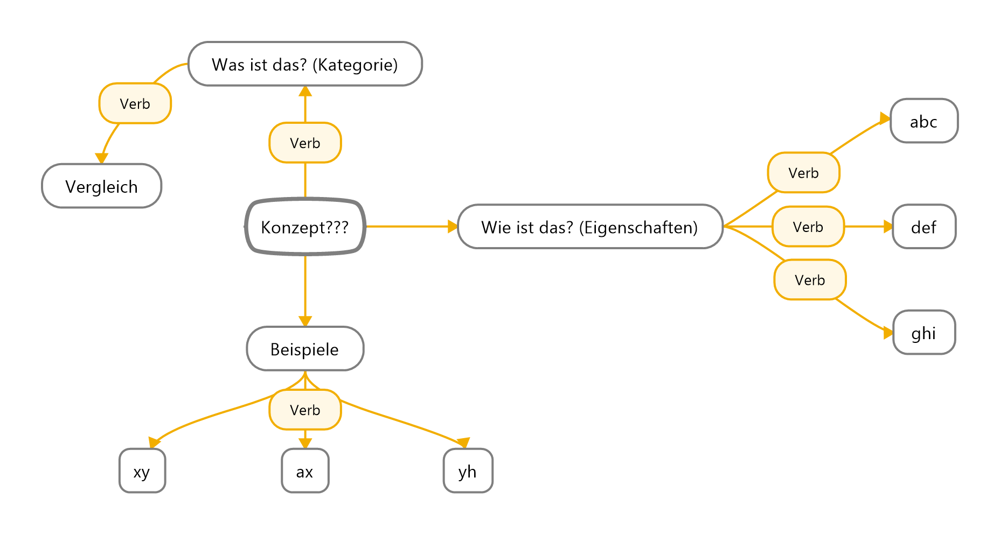 Was ist das? (Kategorie)
Verb
Verb
Vergleich
Konzept???
Wie ist das? (Eigenschaften)
Verb
abc
Verb
def
Verb
ghi
Beispiele
Verb
xy
ax
yh